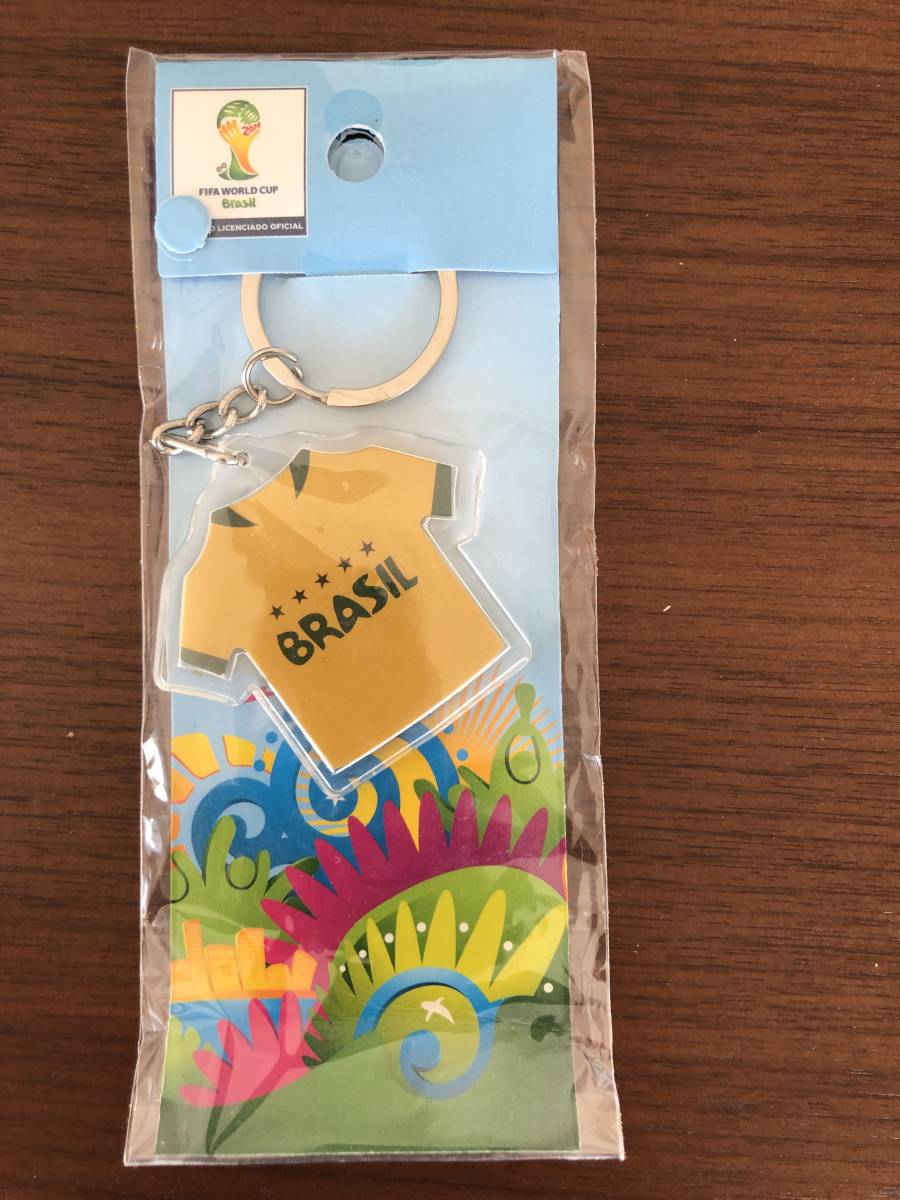 2014
FIFA WORLD CUP
Brasil
O LICENCIADO OFICIAL
BRASIL